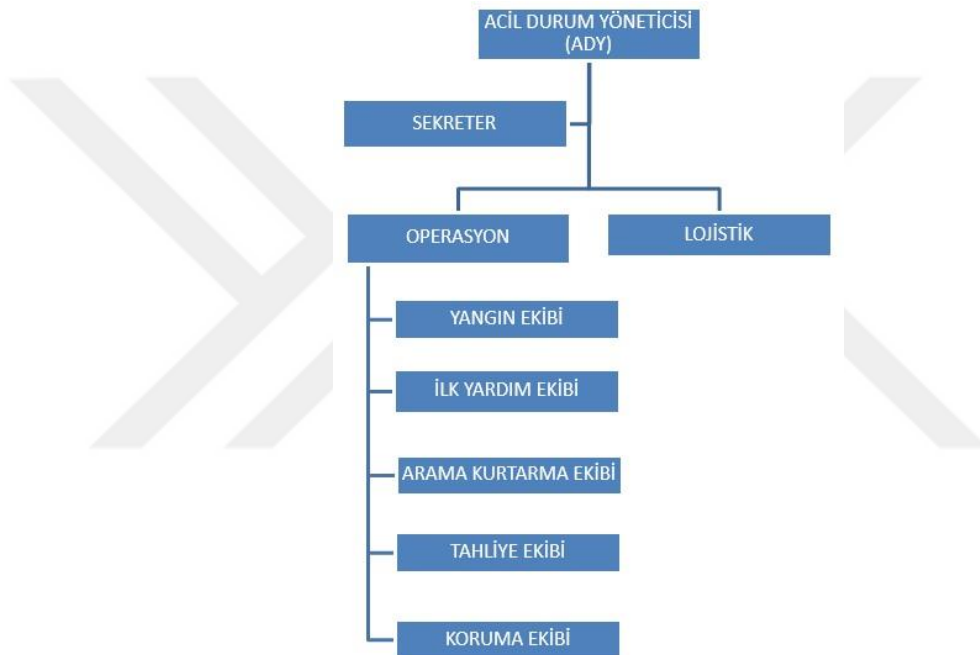 ACİL DURUM YÖNETİCİSİ
(ADY)
SEKRETER
OPERASYON
LOJİSTİK
YANGIN EKİBİ
İLK YARDIM EKİBİ
ARAMA KURTARMA EKİBİ
TAHLİYE EKİBİ
KORUMA EKİBİ